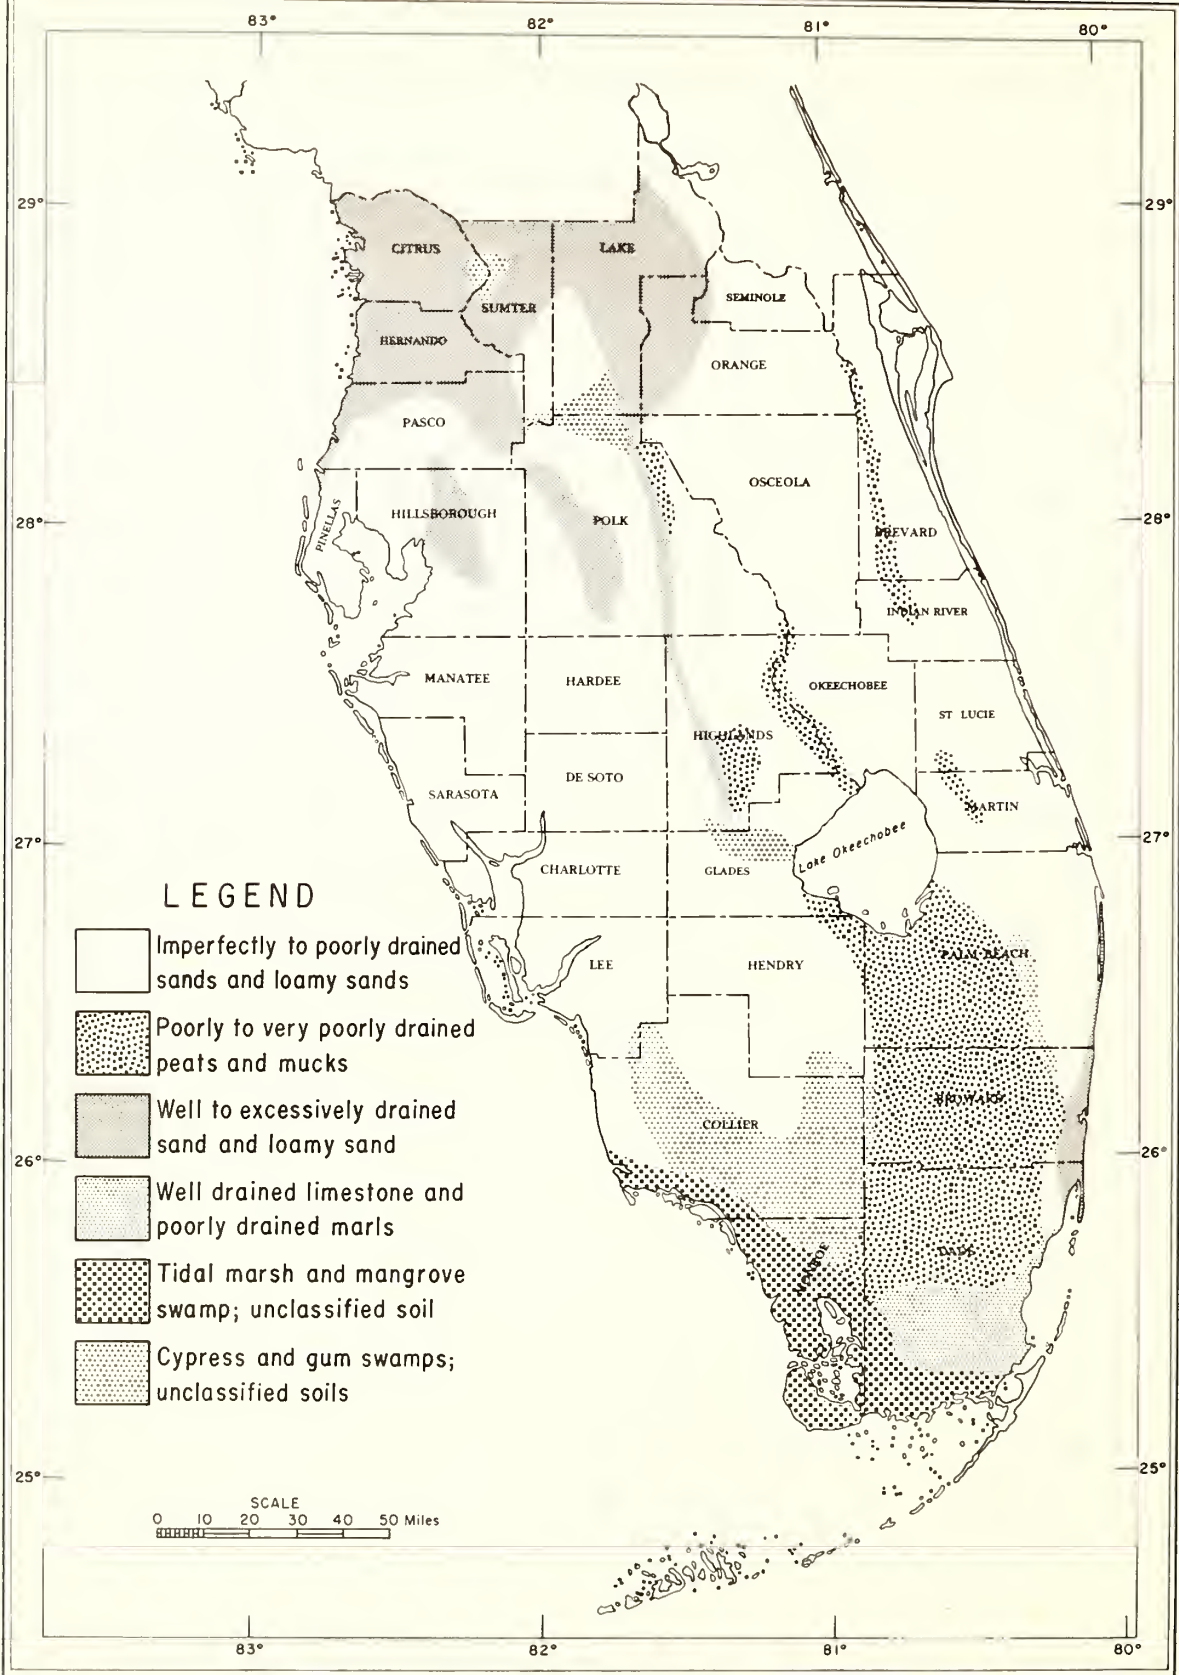 83° 82° 81° 80°
29° 29°
CITRUS LAKE
SUMTER SEMINOLE
HERNANDO
ORANGE
PASCO
OSCEOLA
HILLSBOROUGH POLK
28° 28°
PINELLAS
BREVARD
INDIAN RIVER
MANATEE HARDEE OKEECHOBEE
ST LUCIE
HIGHLANDS
DE SOTO
SARASOTA MARTIN
27° 27°
Lake Okeechobee
CHARLOTTE GLADES
LEGEND
Imperfectly to poorly drained
sands and loamy sands
LEE HENDRY PALM BEACH
Poorly to very poorly drained
peats and mucks
Well to excessively drained
sand and loamy sand
BROWARD
COLLIER
26° 26°
Well drained limestone and
poorly drained marls
DADE
MONROE
Tidal marsh and mangrove
swamp; unclassified soil
Cypress and gum swamps;
unclassified soils
25° 25°
SCALE
0 10 20 30 40 50 Miles
83° 82° 81° 80°